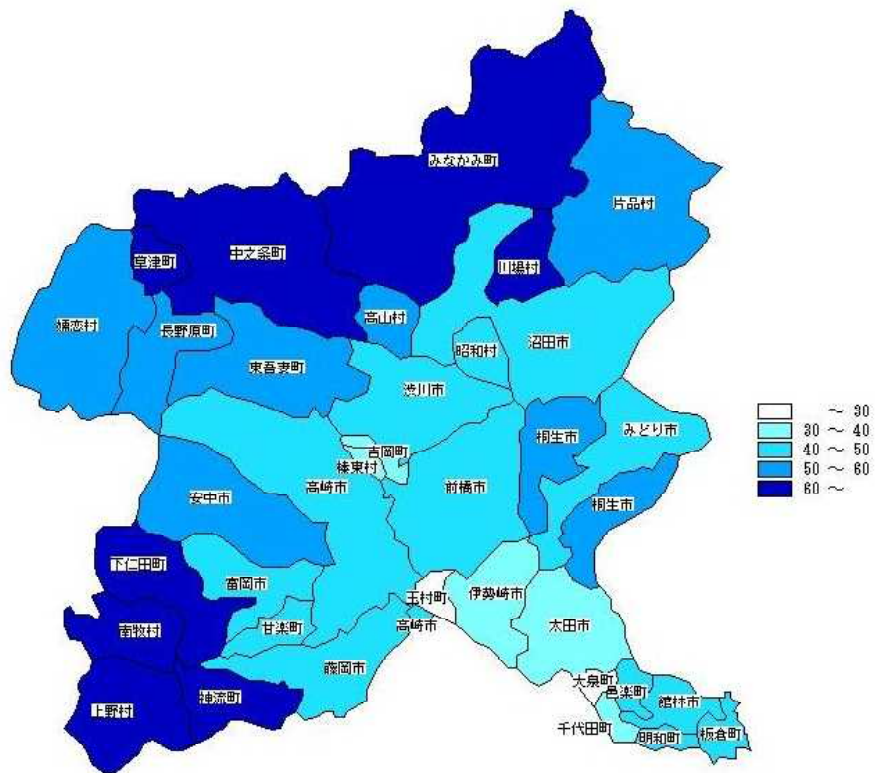 みなかみ町
片品村
中之条町
草津町
川場村
嬬恋村
長野原町
高山村
沼田市
昭和村
東吾妻町
渋川市
～ 30
30 ～ 40
40 ～ 50
50 ～ 60
60 ～
桐生市
みどり市
吉岡町
榛東村
高崎市
前橋市
安中市
桐生市
下仁田町
富岡市
玉村町
伊勢崎市
南牧村
甘楽町
高崎市
太田市
藤岡市
大泉町
邑楽町
上野村
神流町
館林市
千代田町
明和町
板倉町